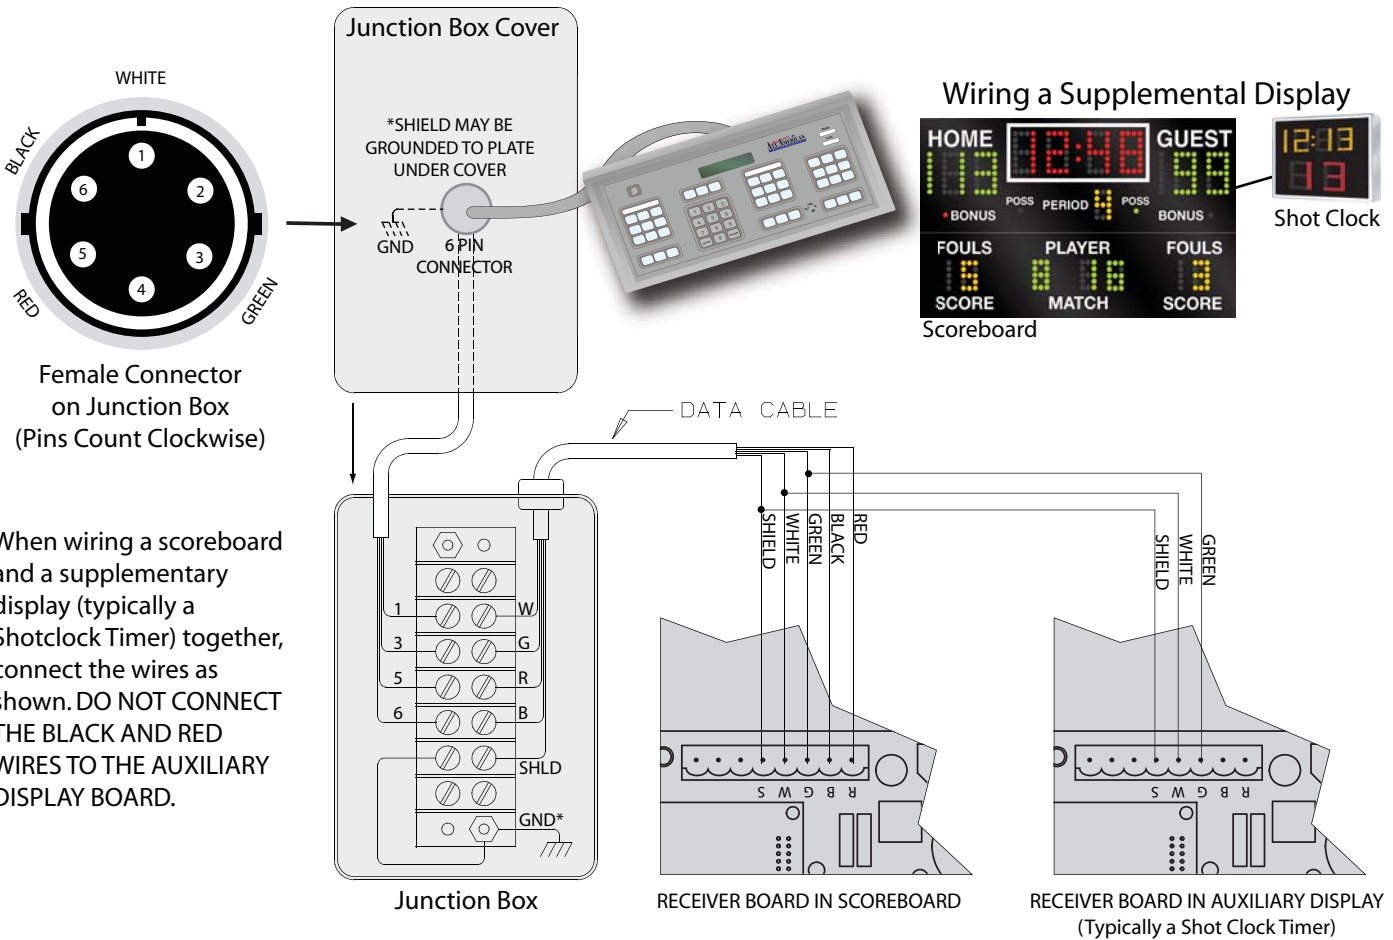 Junction Box Cover
WHITE
BLACK
1
6
2
5
3
4
RED
GREEN
Female Connector
on Junction Box
(Pins Count Clockwise)
*SHIELD MAY BE
GROUNDED TO PLATE
UNDER COVER
GND
6 PIN
CONNECTOR
Wiring a Supplemental Display
HOME
12:48
GUEST
113
99
BONUS
POSS
PERIOD
4
POSS
BONUS
FOULS
PLAYER
FOULS
5
8 16
3
SCORE
MATCH
SCORE
Scoreboard
12:13
13
Shot Clock
DATA CABLE
When wiring a scoreboard
and a supplementary
display (typically a
Shotclock Timer) together,
connect the wires as
shown. DO NOT CONNECT
THE BLACK AND RED
WIRES TO THE AUXILIARY
DISPLAY BOARD.
1
W
3
G
5
R
6
B
SHLD
GND*
Junction Box
SHIELD
WHITE
GREEN
BLACK
RED
S W G B R
RECEIVER BOARD IN SCOREBOARD
SHIELD
WHITE
GREEN
S W G B R
RECEIVER BOARD IN AUXILIARY DISPLAY
(Typically a Shot Clock Timer)